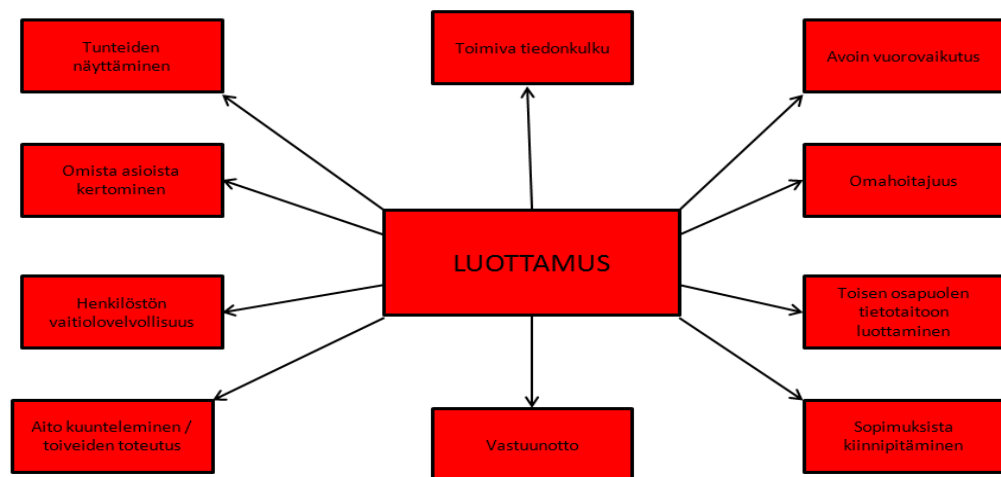 Tunteiden
näyttäminen
Toimiva tiedonkulku
Avoin vuorovaikutus
Omista asioista
kertominen
Omahoitajuus
LUOTTAMUS
Henkilöstön
vaitiolovelvollisuus
Toisen osapuolen
tietotaitoon
luottaminen
Aito kuunteleminen /
toiveiden toteutus
Vastuunotto
Sopimuksista
kiinnipitäminen